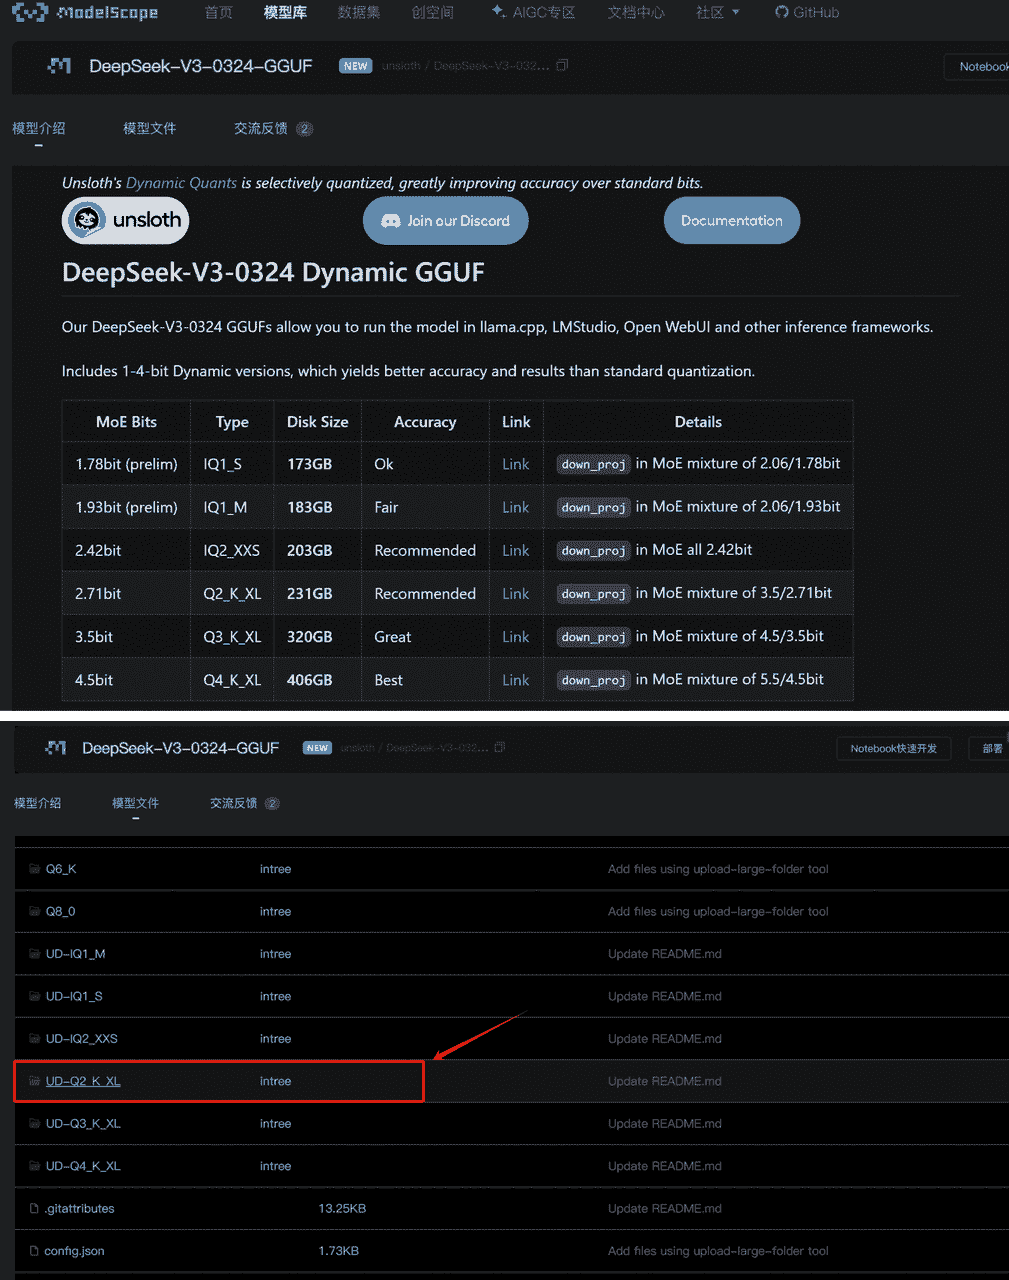 ModelScope 首页 模型库 数据集 创空间 AIGC专区 文档中心 社区 GitHub
DeepSeek-V3-0324-GGUF NEW unsloth / DeepSeek-V3-032... Notebook
模型介绍 模型文件 交流反馈 2
Unsloth's Dynamic Quants is selectively quantized, greatly improving accuracy over standard bits.
unsloth Join our Discord Documentation
DeepSeek-V3-0324 Dynamic GGUF
Our DeepSeek-V3-0324 GGUFs allow you to run the model in llama.cpp, LMStudio, Open WebUI and other inference frameworks.
Includes 1-4-bit Dynamic versions, which yields better accuracy and results than standard quantization.
MoE Bits Type Disk Size Accuracy Link Details
1.78bit (prelim) IQ1_S 173GB Ok Link down_proj in MoE mixture of 2.06/1.78bit
1.93bit (prelim) IQ1_M 183GB Fair Link down_proj in MoE mixture of 2.06/1.93bit
2.42bit IQ2_XXS 203GB Recommended Link down_proj in MoE all 2.42bit
2.71bit Q2_K_XL 231GB Recommended Link down_proj in MoE mixture of 3.5/2.71bit
3.5bit Q3_K_XL 320GB Great Link down_proj in MoE mixture of 4.5/3.5bit
4.5bit Q4_K_XL 406GB Best Link down_proj in MoE mixture of 5.5/4.5bit
DeepSeek-V3-0324-GGUF NEW unsloth / DeepSeek-V3-032... Notebook快速开发 部署
模型介绍 模型文件 交流反馈 2
Q6_K intree Add files using upload-large-folder tool
Q8_0 intree Add files using upload-large-folder tool
UD-IQ1_M intree Update README.md
UD-IQ1_S intree Update README.md
UD-IQ2_XXS intree Update README.md
UD-Q2_K_XL intree Update README.md
UD-Q3_K_XL intree Update README.md
UD-Q4_K_XL intree Update README.md
.gitattributes 13.25KB Update README.md
config.json 1.73KB Add files using upload-large-folder tool